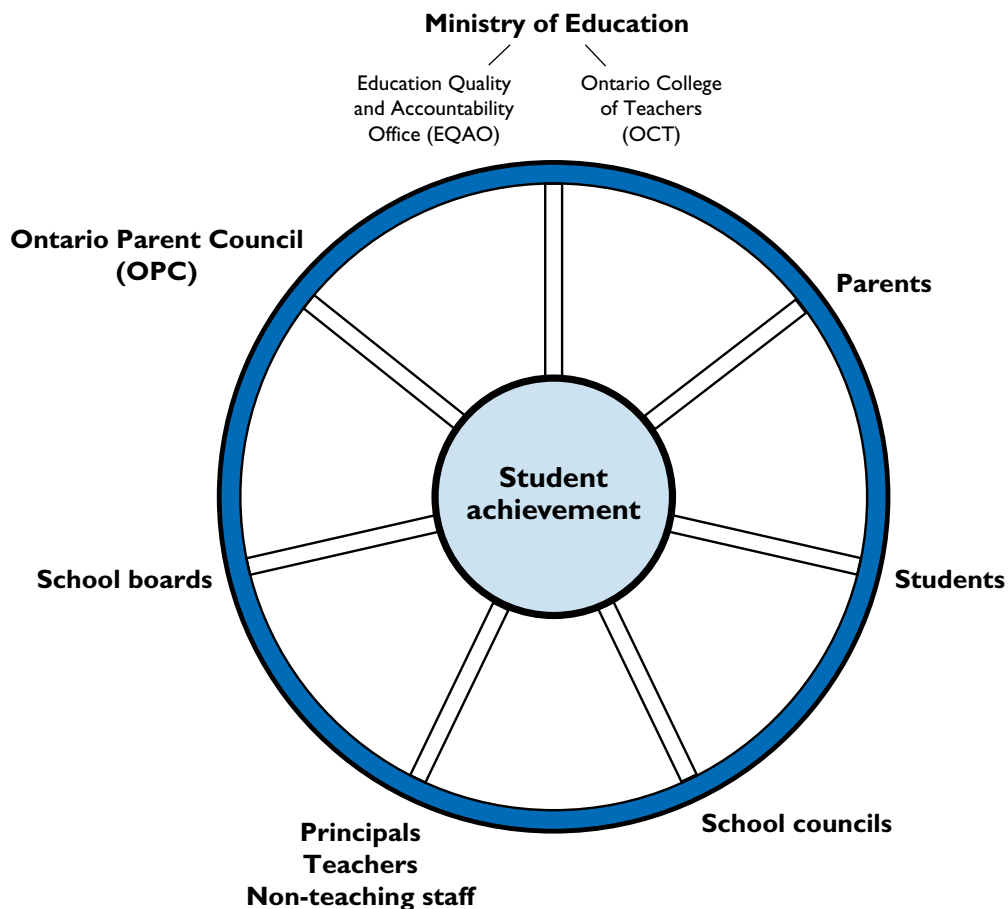 Ministry of Education
Education Quality
and Accountability
Office (EQAO)
Ontario College
of Teachers
(OCT)
Ontario Parent Council
(OPC)
Parents
Student
achievement
School boards
Students
School councils
Principals
Teachers
Non-teaching staff